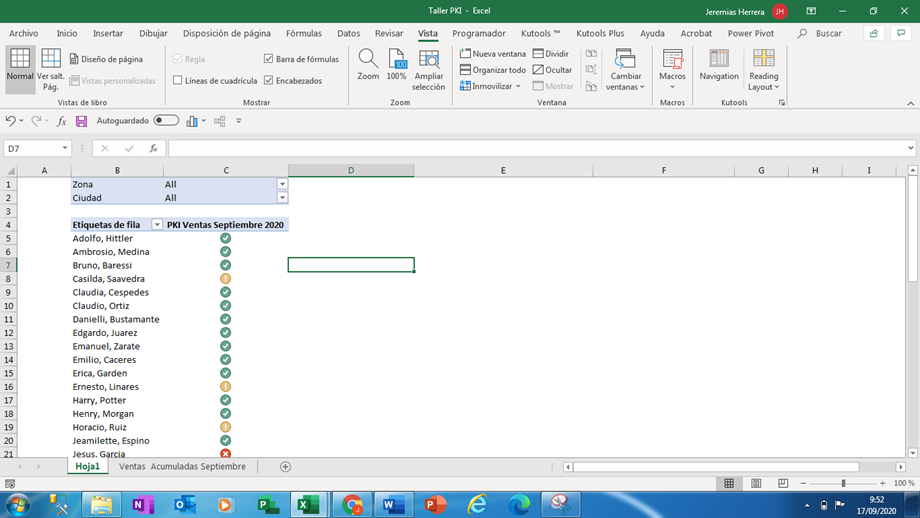 Taller PKI - Excel
Jeremias Herrera JH
Archivo Inicio Insertar Dibujar Disposición de página Fórmulas Datos Revisar Vista Programador Kutools ™ Kutools Plus Ayuda Acrobat Power Pivot Buscar
Normal
Ver salt. Pág.
Diseño de página
Vistas personalizadas
Vistas de libro
Regla
Barra de fórmulas
Líneas de cuadrícula
Encabezados
Mostrar
Zoom
100
100%
Ampliar selección
Zoom
Nueva ventana
Organizar todo
Inmovilizar
Dividir
Ocultar
Mostrar
Cambiar ventanas
Ventana
Macros
Macros
Navigation
Reading Layout
Kutools
Autoguardado
D7 fx
A B C D E F G H I
1 Zona All
2 Ciudad All
3
4 Etiquetas de fila PKI Ventas Septiembre 2020
5 Adolfo, Hittler
6 Ambrosio, Medina
7 Bruno, Baressi
8 Casilda, Saavedra
9 Claudia, Cespedes
10 Claudio, Ortiz
11 Danielli, Bustamante
12 Edgardo, Juarez
13 Emanuel, Zarate
14 Emilio, Caceres
15 Erica, Garden
16 Ernesto, Linares
17 Harry, Potter
18 Henry, Morgan
19 Horacio, Ruiz
20 Jeamilette, Espino
21 Jesus, Garcia
Hoja1 Ventas Acumuladas Septiembre
100 %
9:52
17/09/2020